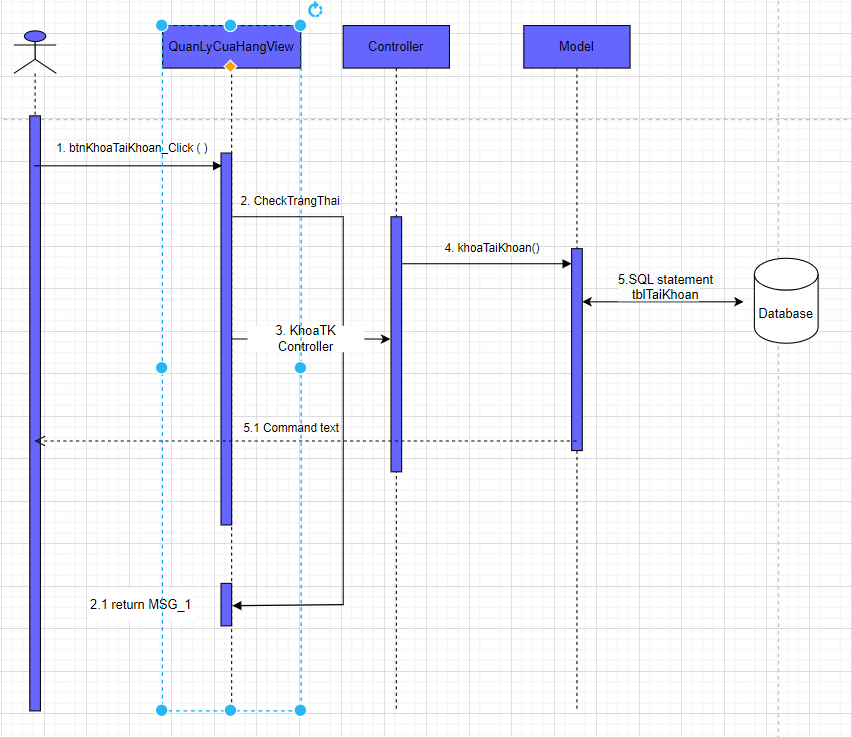 QuanLyCuaHangView
Controller
Model
1. btnKhoaTaiKhoan_Click ( )
2. CheckTrangThai
4. khoaTaiKhoan()
5.SQL statement
tblTaiKhoan
Database
3. KhoaTK
Controller
5.1 Command text
2.1 return MSG_1